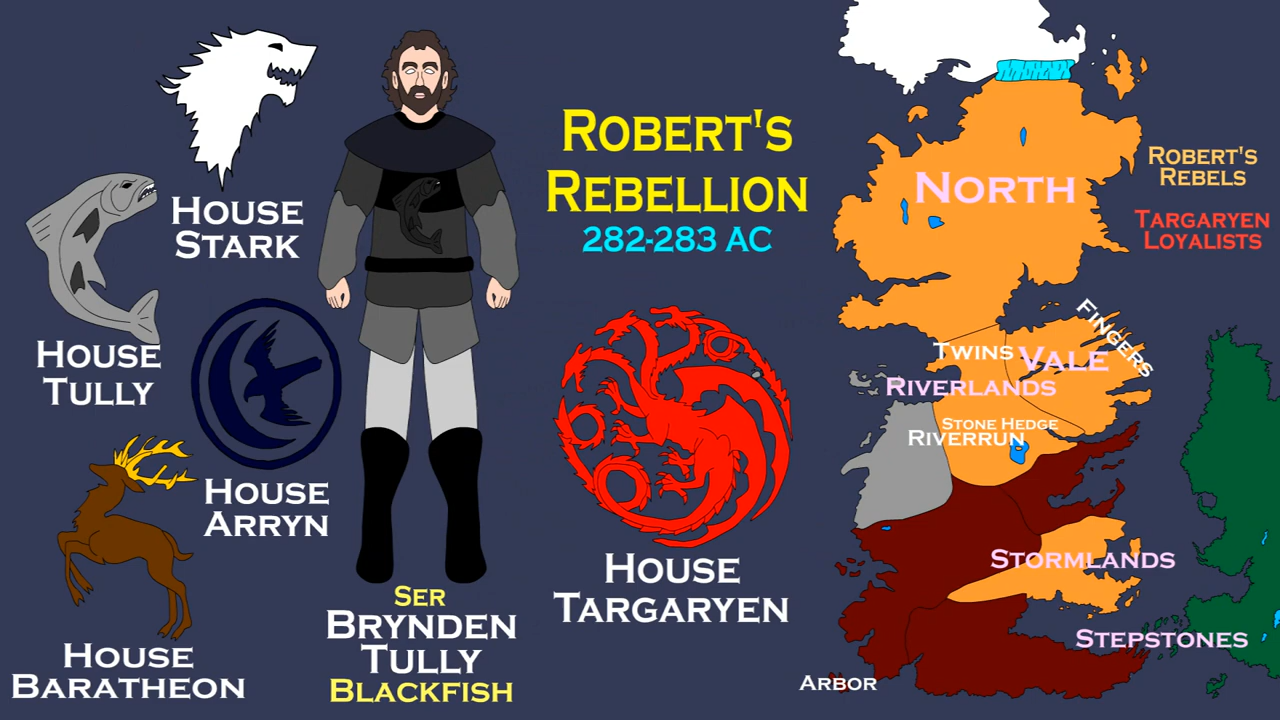 House
Stark
House
Tully
House
Arryn
House
Baratheon
Ser
Brynden
Tully
Blackfish
Robert's
Rebellion
282-283 AC
House
Targaryen
North
Robert's
Rebels
Targaryen
Loyalists
Fingers
Twins
Vale
Riverlands
Stone Hedge
Riverrun
Stormlands
Stepstones
Arbor